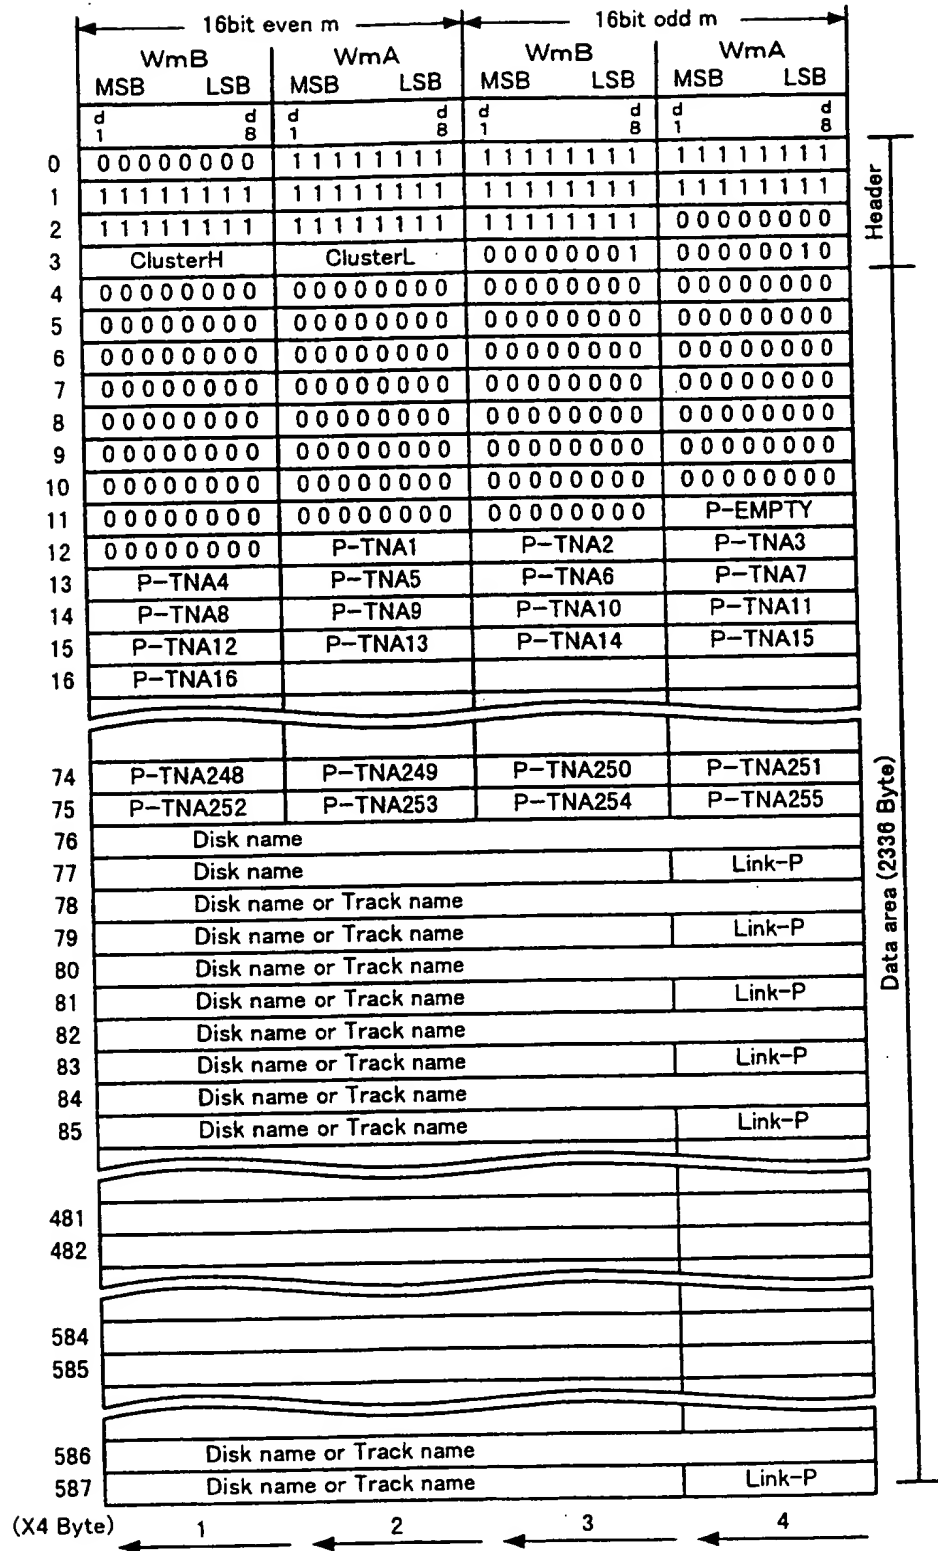 16bit even m 16bit odd m
WmB WmA WmB WmA
MSB LSB MSB LSB MSB LSB MSB LSB
d d d d d d d d
1 8 1 8 1 8 1 8
0 00000000 11111111 11111111 11111111
1 11111111 11111111 11111111 11111111
2 11111111 11111111 11111111 00000000
3 ClusterH ClusterL 00000001 00000010
Header
4 00000000 00000000 00000000 00000000
5 00000000 00000000 00000000 00000000
6 00000000 00000000 00000000 00000000
7 00000000 00000000 00000000 00000000
8 00000000 00000000 00000000 00000000
9 00000000 00000000 00000000 00000000
10 00000000 00000000 00000000 00000000
11 00000000 00000000 00000000 P-EMPTY
12 00000000 P-TNA1 P-TNA2 P-TNA3
13 P-TNA4 P-TNA5 P-TNA6 P-TNA7
14 P-TNA8 P-TNA9 P-TNA10 P-TNA11
15 P-TNA12 P-TNA13 P-TNA14 P-TNA15
16 P-TNA16
74 P-TNA248 P-TNA249 P-TNA250 P-TNA251
75 P-TNA252 P-TNA253 P-TNA254 P-TNA255
76 Disk name
77 Disk name Link-P
78 Disk name or Track name
79 Disk name or Track name Link-P
80 Disk name or Track name
81 Disk name or Track name Link-P
82 Disk name or Track name
83 Disk name or Track name Link-P
84 Disk name or Track name
85 Disk name or Track name Link-P
481
482
584
585
586 Disk name or Track name
587 Disk name or Track name Link-P
Data area (2336 Byte)
(X4 Byte) 1 2 3 4